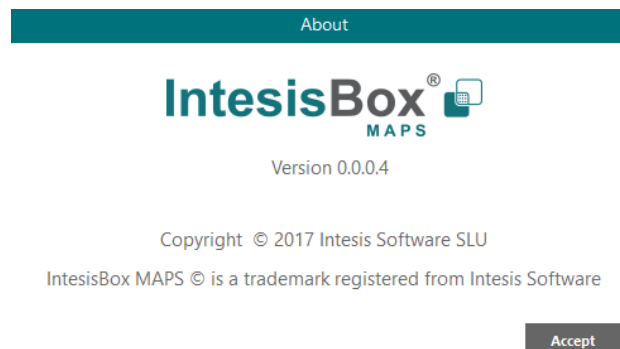 About
IntesisBox®
MAPS
Version 0.0.0.4
Copyright © 2017 Intesis Software SLU
IntesisBox MAPS © is a trademark registered from Intesis Software
Accept